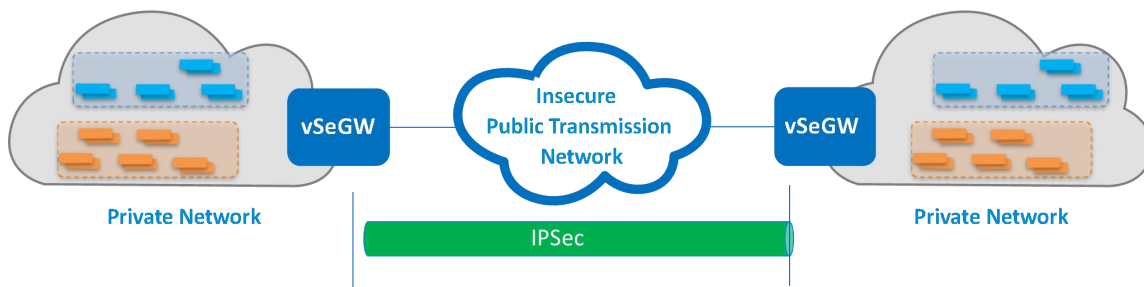 Insecure
Public Transmission
Network
vSeGW
vSeGW
Private Network
Private Network
IPSec